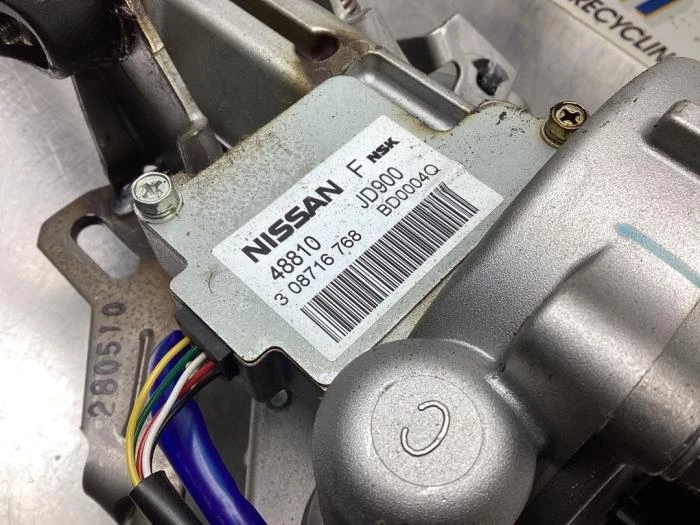 RECYCLIN
NISSAN F NSK
48810 JD900
3 08716 768 BD0004Q
280510
C